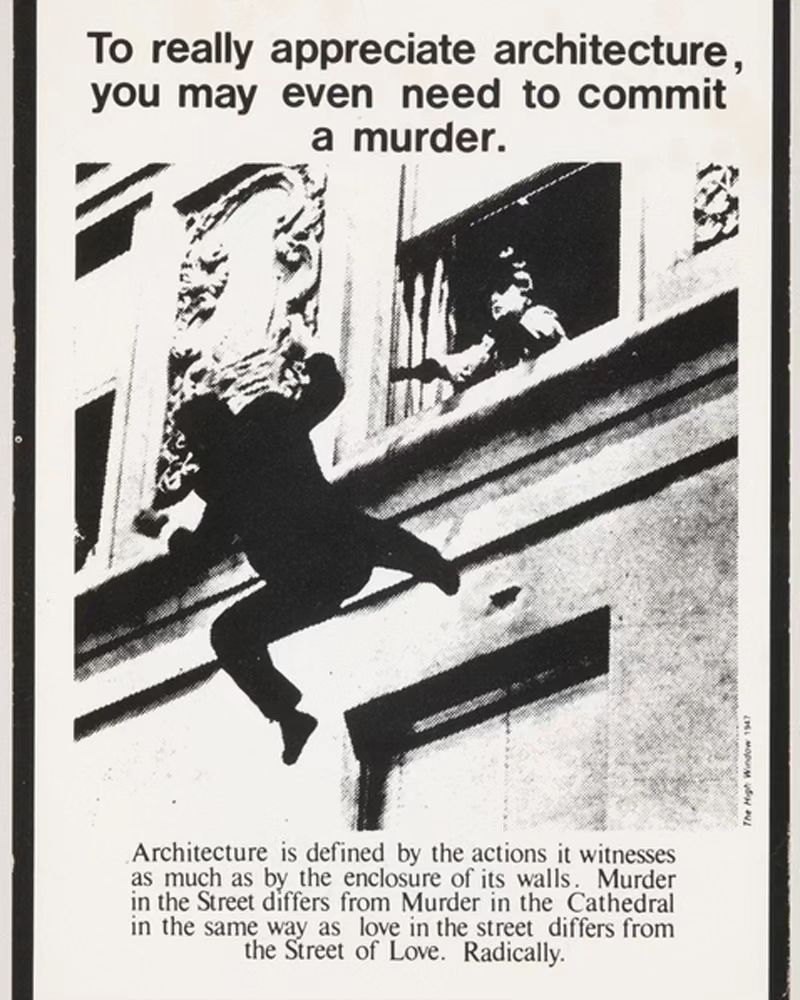 To really appreciate architecture,
you may even need to commit
a murder.
The High Window 1947
Architecture is defined by the actions it witnesses
as much as by the enclosure of its walls. Murder
in the Street differs from Murder in the Cathedral
in the same way as love in the street differs from
the Street of Love. Radically.